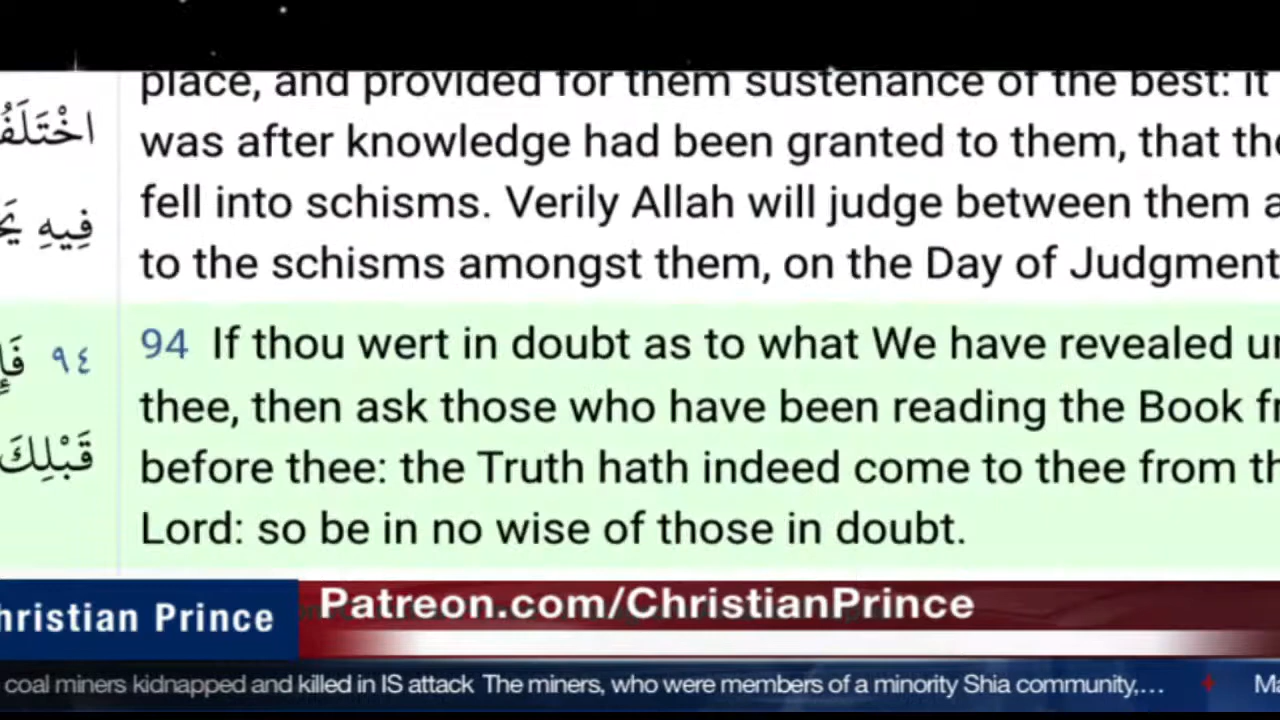 place, and provided for them sustenance of the best: it
was after knowledge had been granted to them, that
fell into schisms. Verily Allah will judge between them
to the schisms amongst them, on the Day of Judgment
94 If thou wert in doubt as to what We have revealed
thee, then ask those who have been reading the Book
before thee: the Truth hath indeed come to thee from
Lord: so be in no wise of those in doubt.
فِيهِ
٩٤
قَبْلِكَ
Patreon.com/ChristianPrince
Prince
coal miners kidnapped and killed in IS attack The miners, who were members of a minority Shia community,…